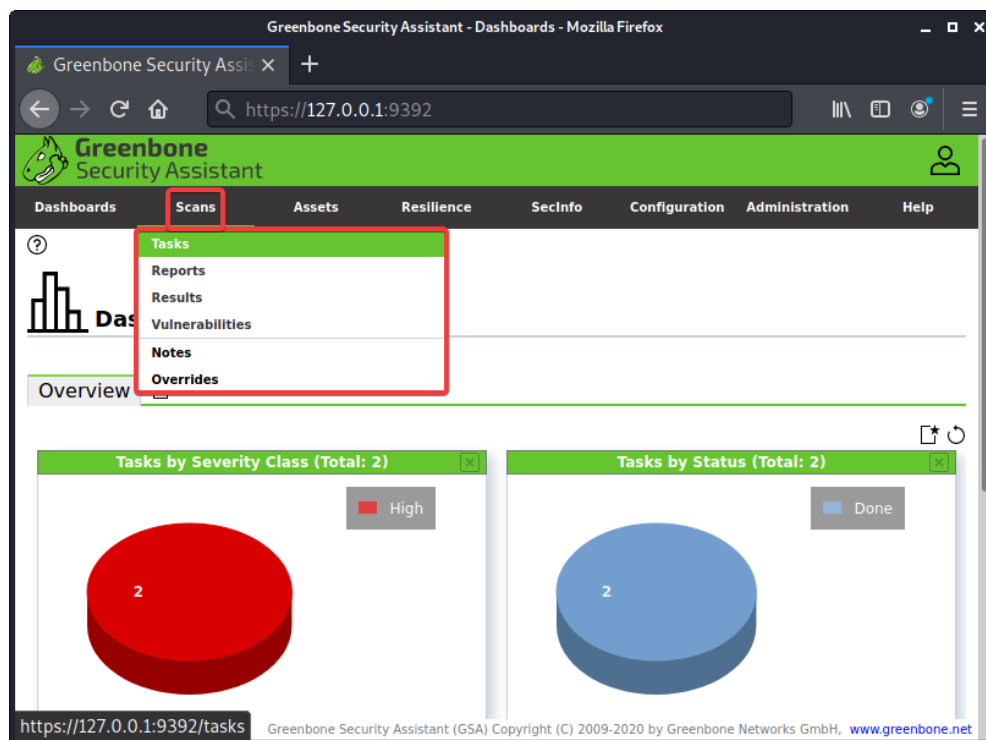 Greenbone Security Assistant - Dashboards - Mozilla Firefox
Greenbone Security Assis
https://127.0.0.1:9392
Greenbone
Security Assistant
Dashboards Scans Assets Resilience SecInfo Configuration Administration Help
Tasks
Reports
Results
Vulnerabilities
Notes
Overrides
Das
Overview
Tasks by Severity Class (Total: 2)
High
2
Tasks by Status (Total: 2)
Done
2
https://127.0.0.1:9392/tasks
Greenbone Security Assistant (GSA) Copyright (C) 2009-2020 by Greenbone Networks GmbH, www.greenbone.net